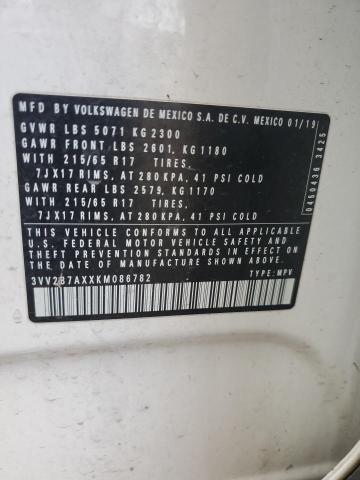 MFD BY VOLKSWAGEN DE MEXICO S.A. DE C.V. MEXICO 01/19
GVWR LBS 5071 KG 2300
GAWR FRONT LBS 2601, KG 1180
WITH 215/65 R17 TIRES,
7JX17 RIMS, AT 280 KPA, 41 PSI COLD
GAWR REAR LBS 2579, KG 1170
WITH 215/65 R17 TIRES,
7JX17 RIMS, AT 280 KPA, 41 PSI COLD
THIS VEHICLE CONFORMS TO ALL APPLICABLE
U.S. FEDERAL MOTOR VEHICLE SAFETY AND
THEFT PREVENTION STANDARDS IN EFFECT ON THE
DATE OF MANUFACTURE SHOWN ABOVE.
3VV2B7AXXKM086782 TYPE: MPV
0450436 3425